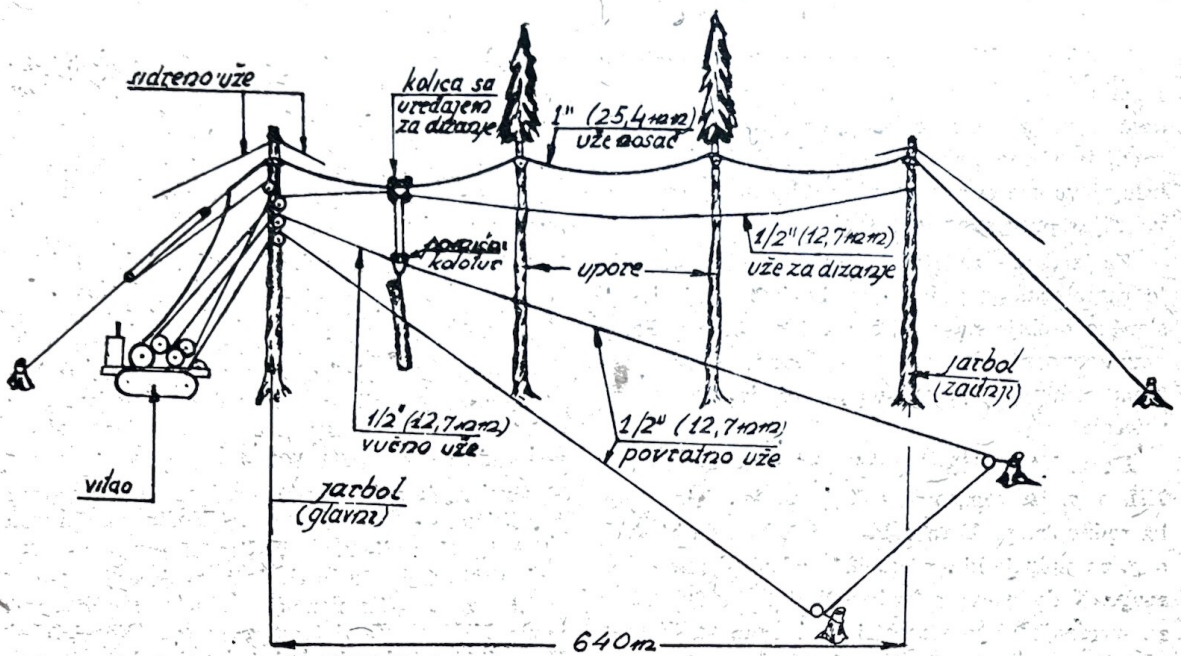 sidreno uže
kolica sa
uređajem
za dizanje
1" (25,4 mm)
uže nosač
kolotur
upore
1/2" (12,7 mm)
uže za dizanje
jarbol
(zadnji)
1/2" (12,7 mm)
vučno uže
1/2" (12,7 mm)
povratno uže
vitao
jarbol
(glavni)
640 m